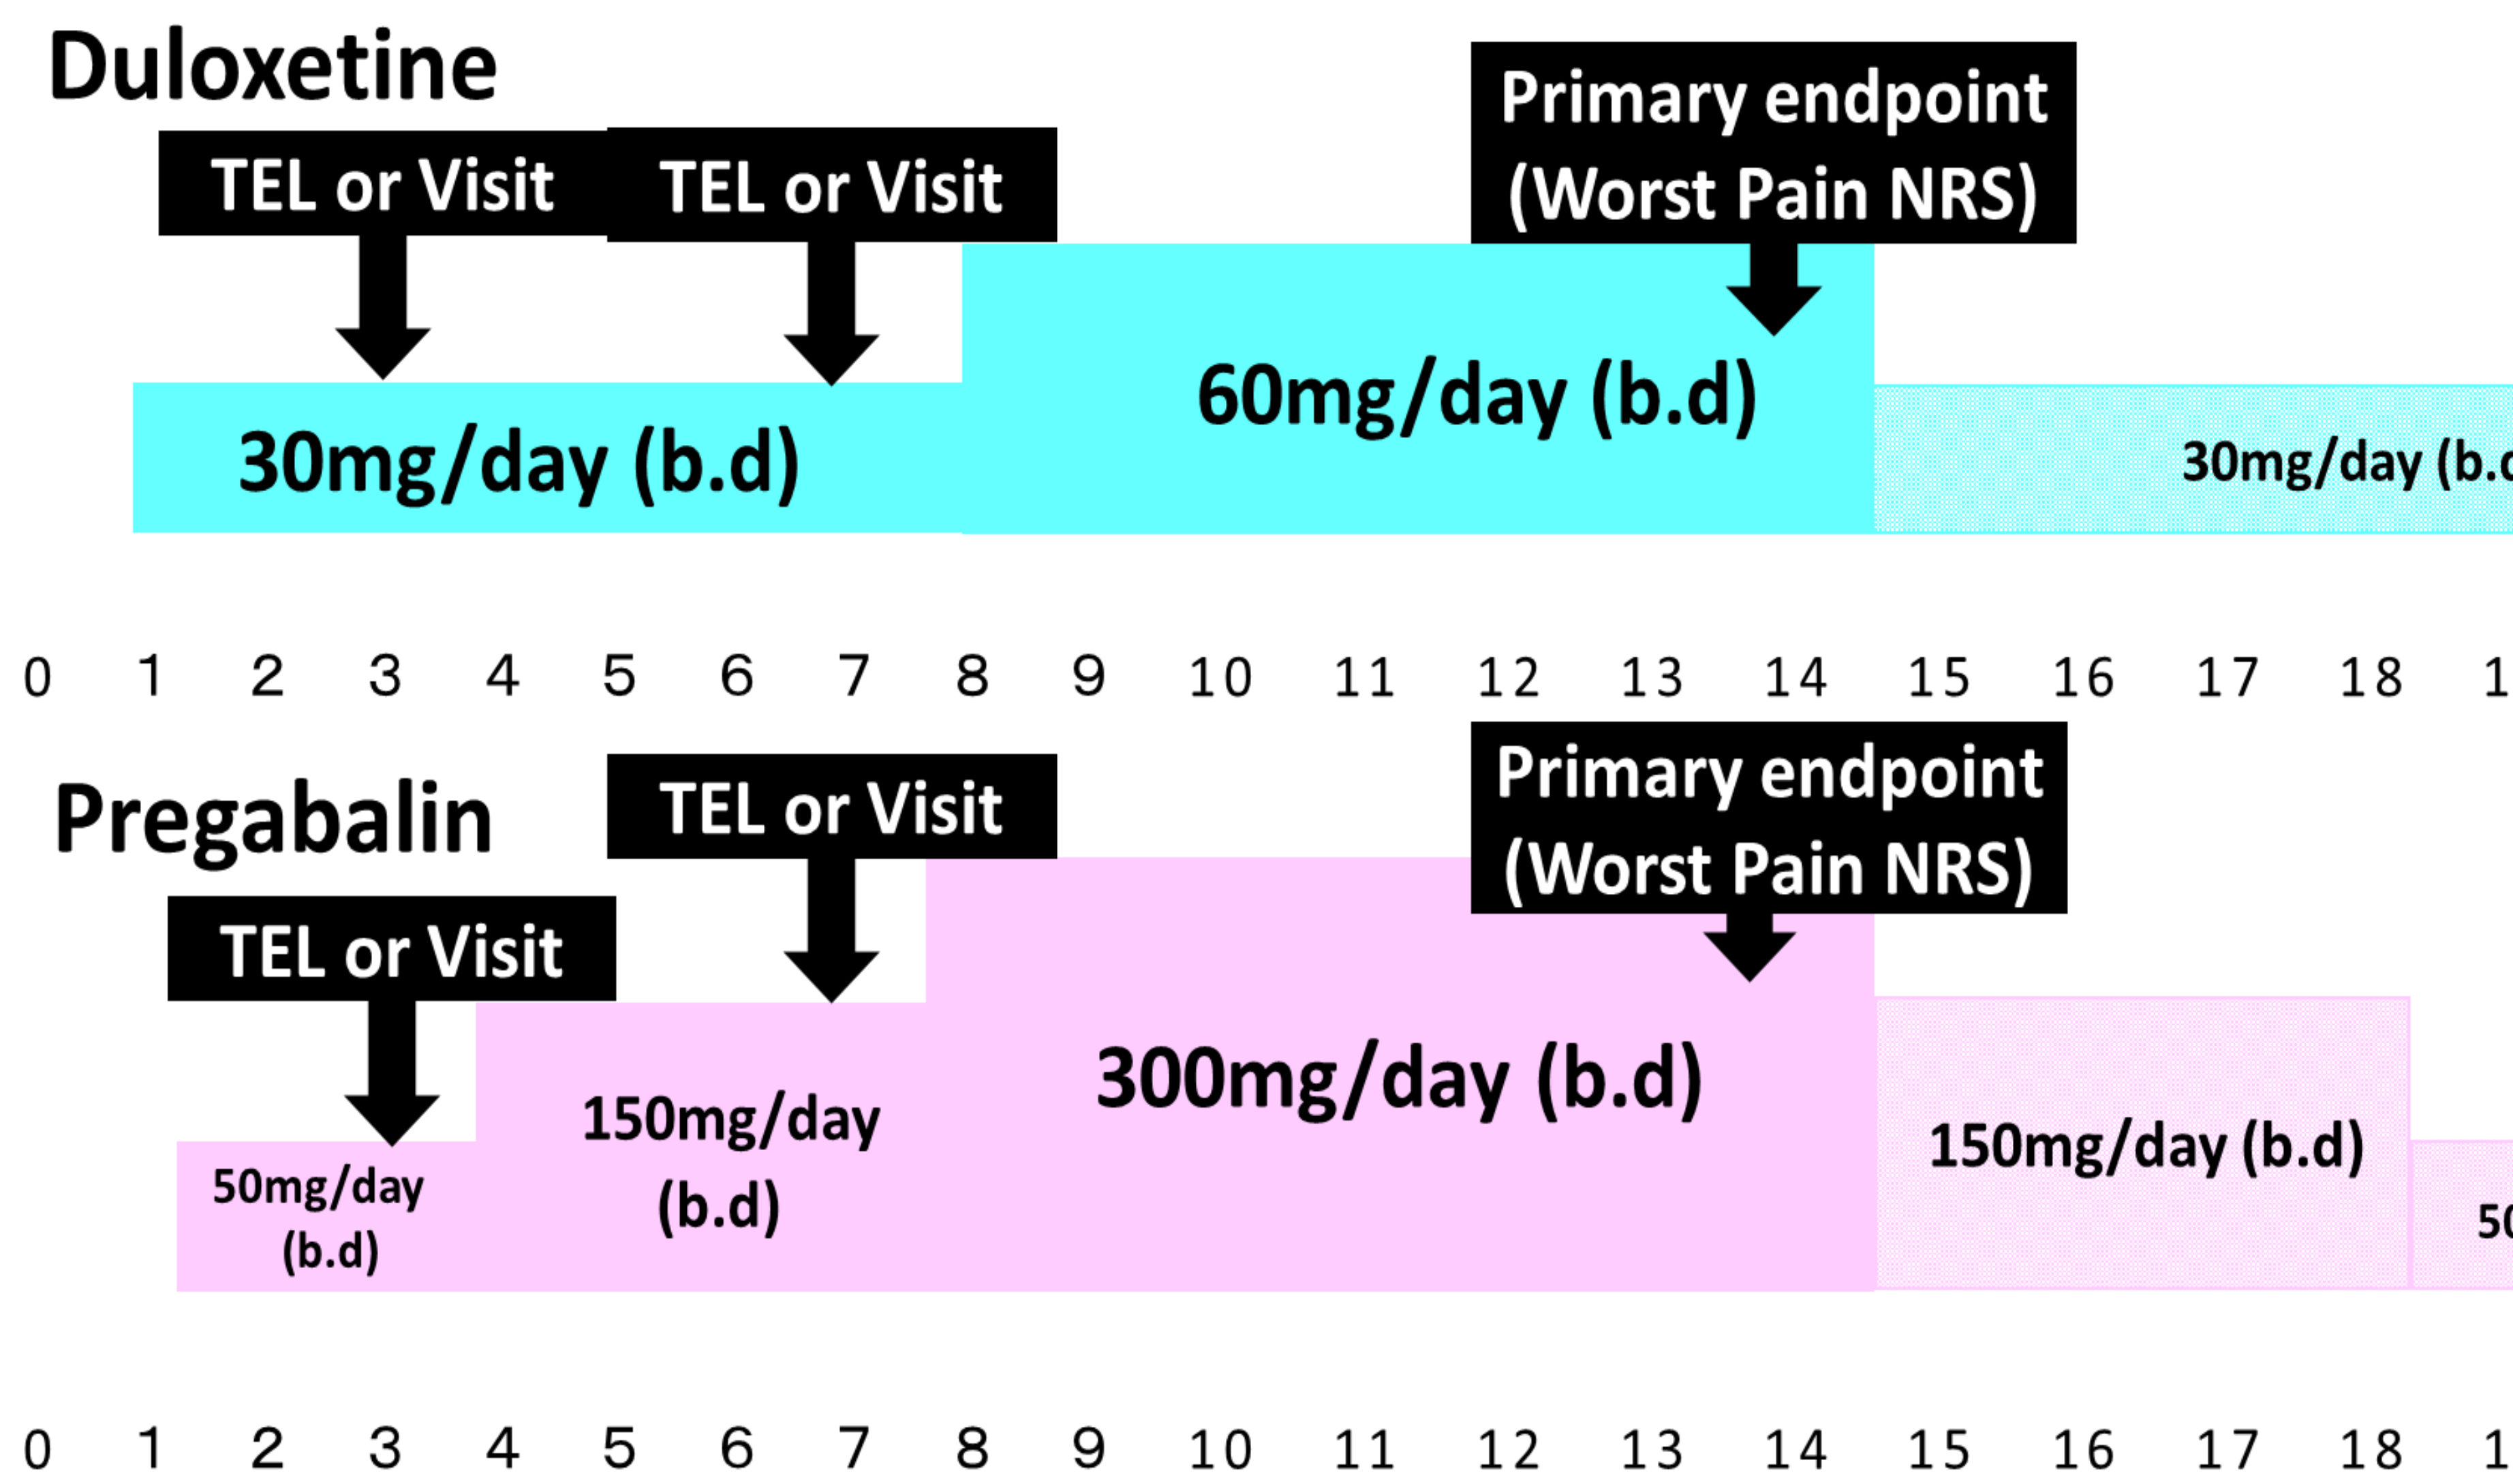 Duloxetine
TEL or Visit
TEL or Visit
Primary endpoint
(Worst Pain NRS)
30mg/day (b.d)
60mg/day (b.d)
30mg/day
0 1 2 3 4 5 6 7 8 9 10 11 12 13 14 15 16 17 18
Pregabalin
TEL or Visit
TEL or Visit
Primary endpoint
(Worst Pain NRS)
50mg/day
(b.d)
150mg/day
(b.d)
300mg/day (b.d)
150mg/day (b.d)
0 1 2 3 4 5 6 7 8 9 10 11 12 13 14 15 16 17 18